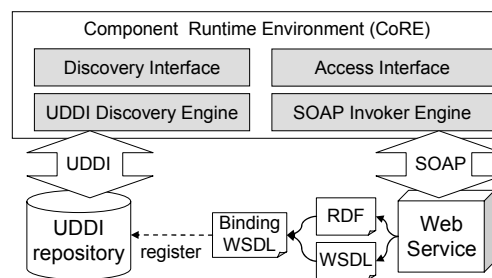 Component Runtime Environment (CoRE)
Discovery Interface
Access Interface
UDDI Discovery Engine
SOAP Invoker Engine
UDDI
SOAP
UDDI
repository
register
Binding
WSDL
RDF
WSDL
Web
Service